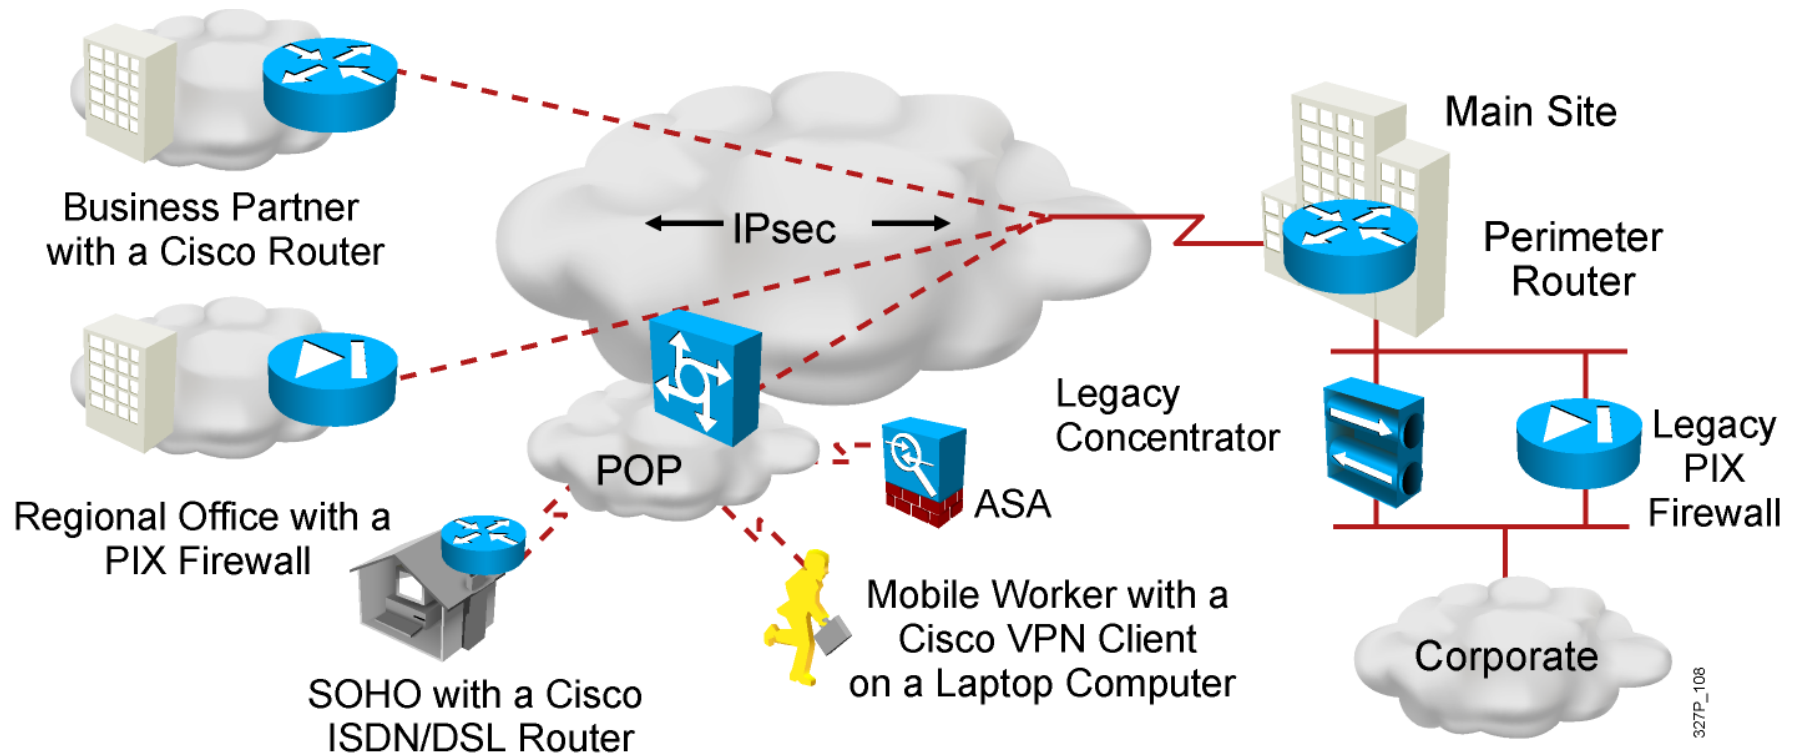 Business Partner
with a Cisco Router
IPsec
Main Site
Perimeter
Router
Legacy
Concentrator
Legacy
PIX
Firewall
POP
ASA
Regional Office with a
PIX Firewall
Mobile Worker with a
Cisco VPN Client
on a Laptop Computer
SOHO with a Cisco
ISDN/DSL Router
Corporate
327P_108